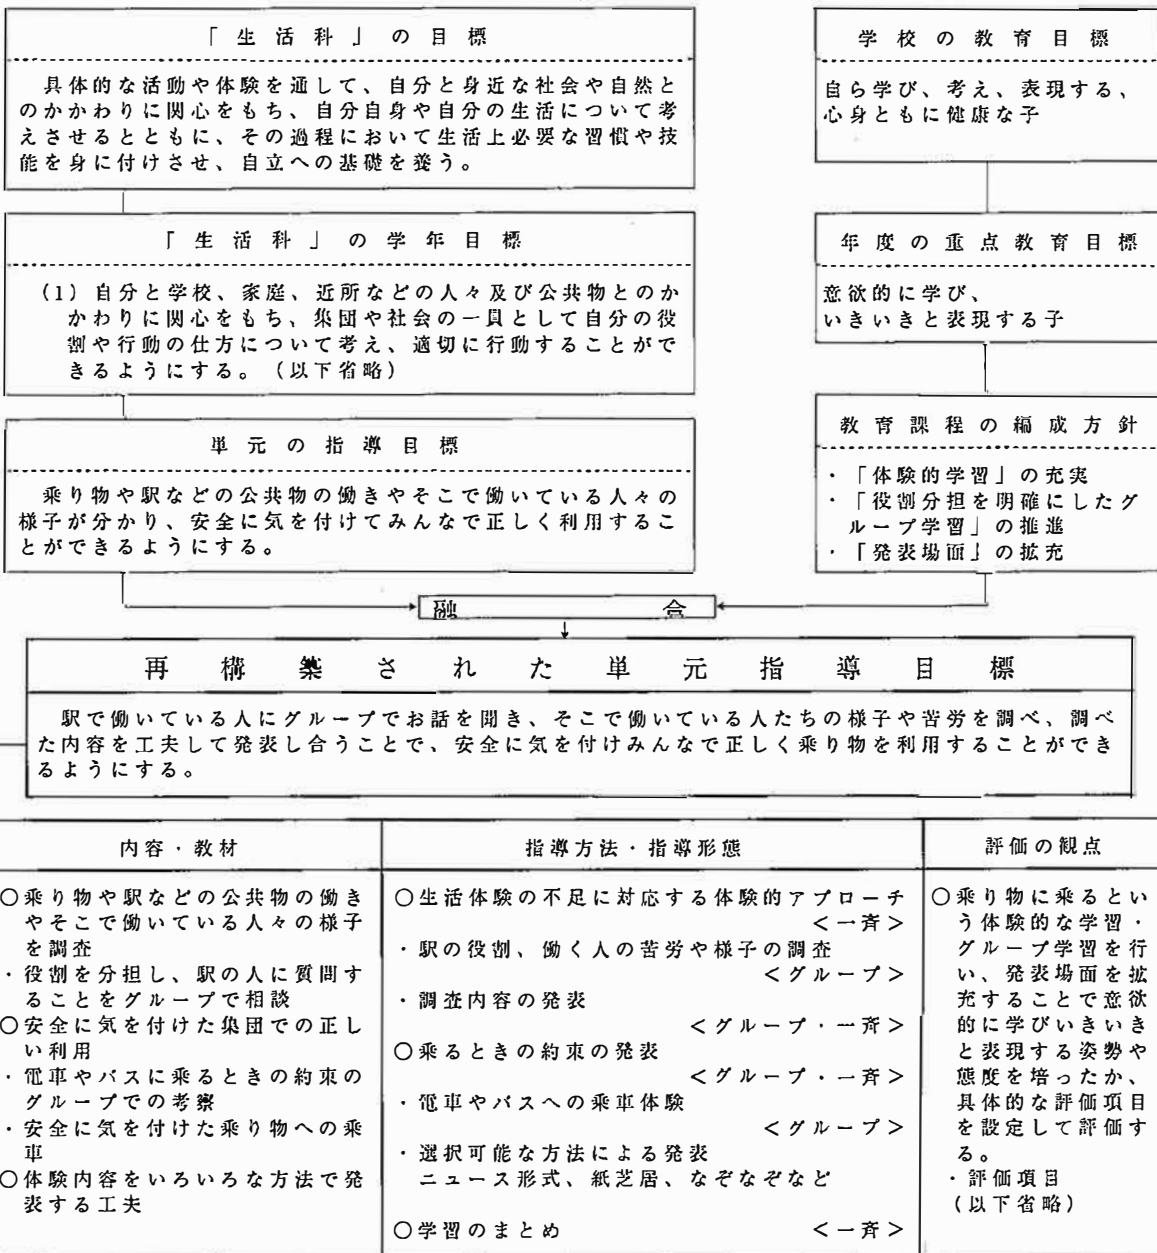 「生活科」の目標
具体的な活動や体験を通して、自分と身近な社会や自然と
のかかわりに関心をもち、自分自身や自分の生活について考
えさせるとともに、その過程において生活上必要な習慣や技
能を身に付けさせ、自立への基礎を養う。
「生活科」の学年目標
(1) 自分と学校、家庭、近所などの人々及び公共物とのか
かわりに関心をもち、集団や社会の一員として自分の役
割や行動の仕方について考え、適切に行動することがで
きるようにする。(以下省略)
単元の指導目標
乗り物や駅などの公共物の働きやそこで働いている人々の
様子が分かり、安全に気を付けてみんなで正しく利用するこ
とができるようにする。
学校の教育目標
自ら学び、考え、表現する、
心身ともに健康な子
年度の重点教育目標
意欲的に学び、
いきいきと表現する子
教育課程の編成方針
・「体験的学習」の充実
・「役割分担を明確にしたグ
ループ学習」の推進
・「発表場面」の拡充
融合
再構築された単元指導目標
駅で働いている人にグループでお話を聞き、そこで働いている人たちの様子や苦労を調べ、調べ
た内容を工夫して発表し合うことで、安全に気を付けみんなで正しく乗り物を利用することができ
るようにする。
内容・教材
○乗り物や駅などの公共物の働き
やそこで働いている人々の様子
を調査
・役割を分担し、駅の人に質問す
ることをグループで相談
○安全に気を付けた集団での正し
い利用
・電車やバスに乗るときの約束の
グループでの考察
・安全に気を付けた乗り物への乗
車
○体験内容をいろいろな方法で発
表する工夫
指導方法・指導形態
○生活体験の不足に対応する体験的アプローチ
<一斉>
・駅の役割、働く人の苦労や様子の調査
<グループ>
・調査内容の発表
<グループ・一斉>
○乗るときの約束の発表
<グループ・一斉>
・電車やバスへの乗車体験
<グループ>
・選択可能な方法による発表
ニュース形式、紙芝居、なぞなぞなど
○学習のまとめ <一斉>
評価の観点
○乗り物に乗るとい
う体験的な学習・
グループ学習を行
い、発表場面を拡
充することで意欲
的に学びいきいき
と表現する姿勢や
態度を培ったか、
具体的な評価項目
を設定して評価す
る。
・評価項目
(以下省略)